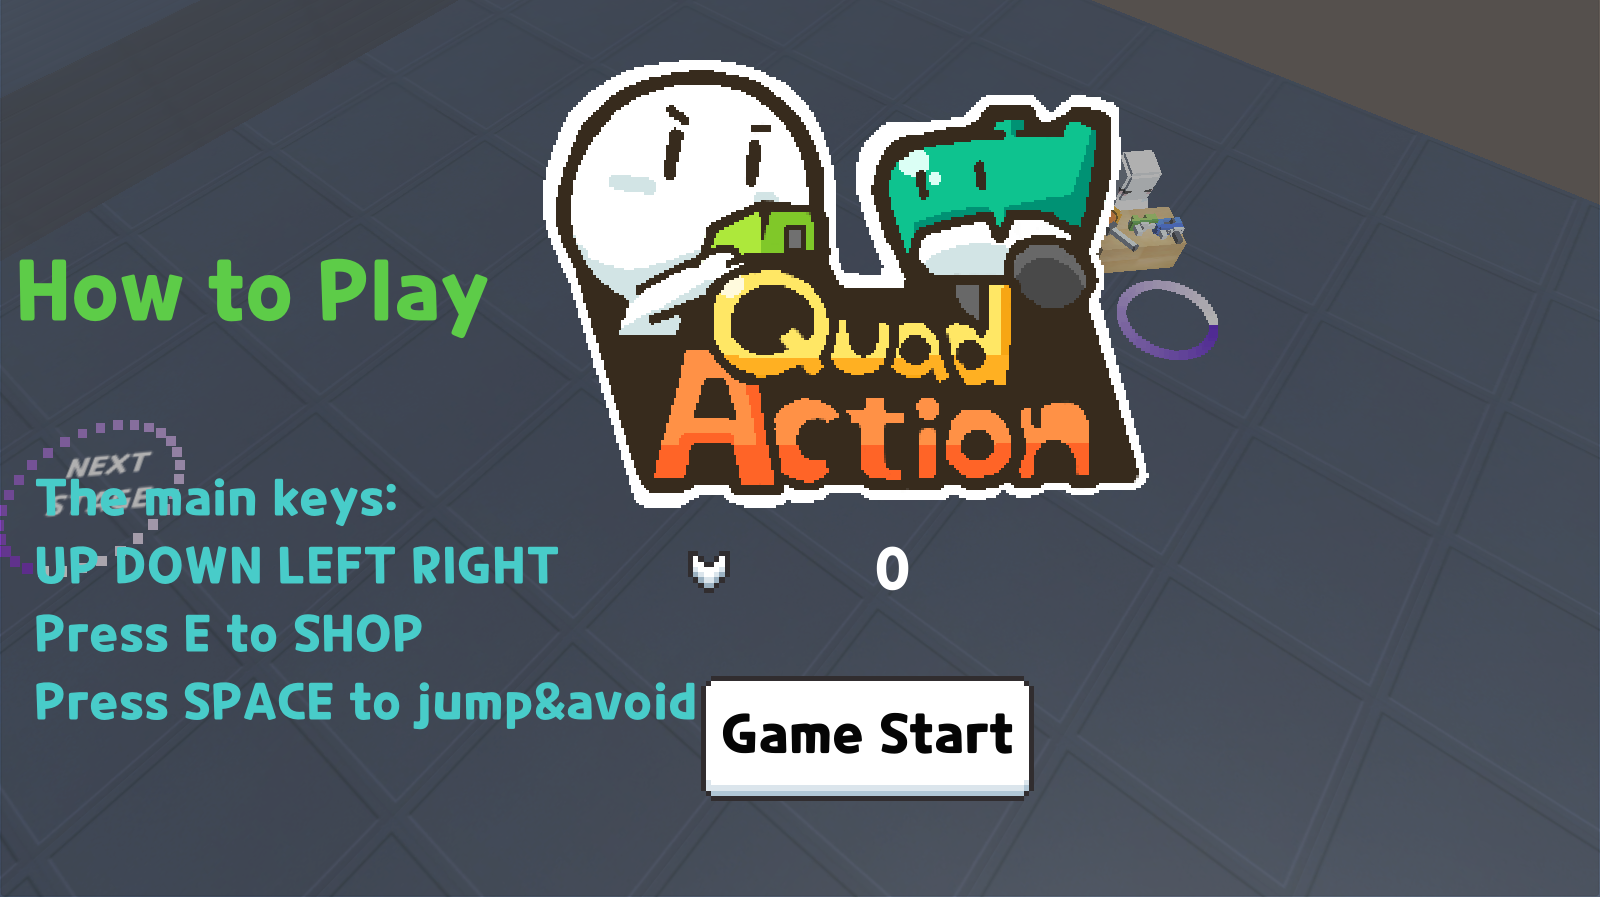 Quad
Action
How to Play
NEXT
STAGE
The main keys:
UP DOWN LEFT RIGHT
Press E to SHOP
Press SPACE to jump&avoid
0
Game Start